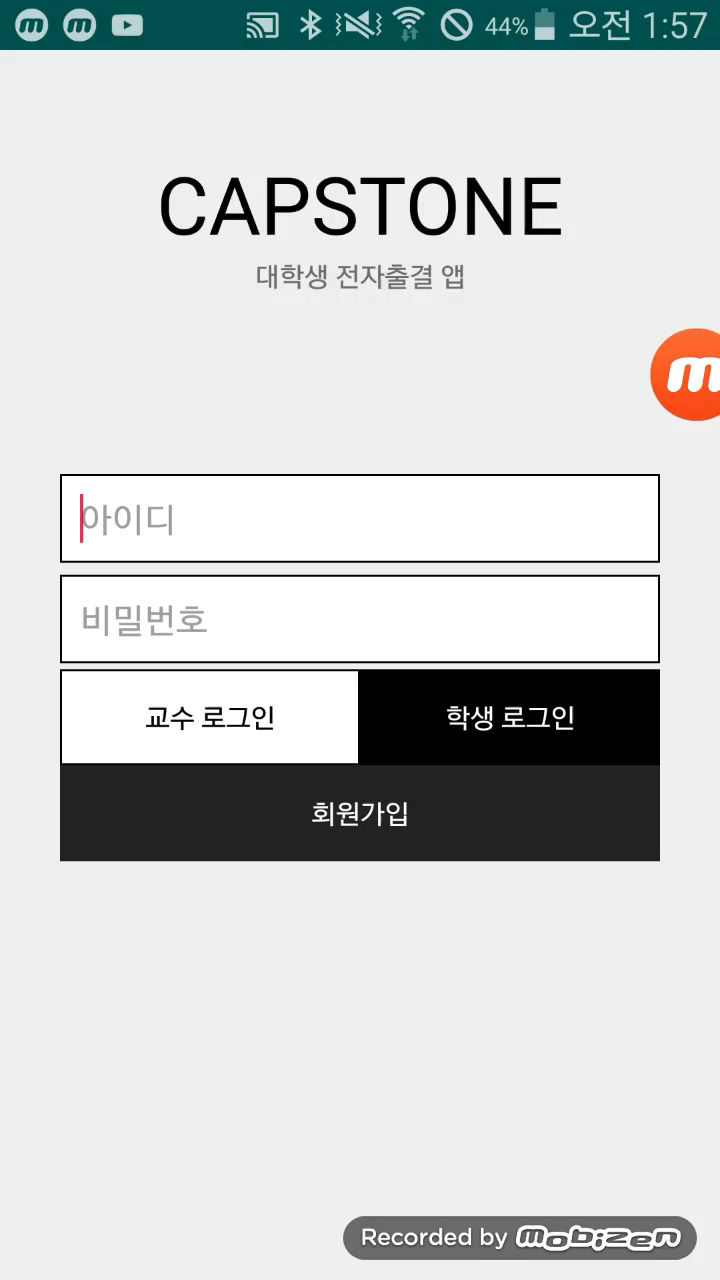 44% 오전 1:57
CAPSTONE
대학생 전자출결 앱
m
아이디
비밀번호
교수 로그인 학생 로그인
회원가입
Recorded by mobizen